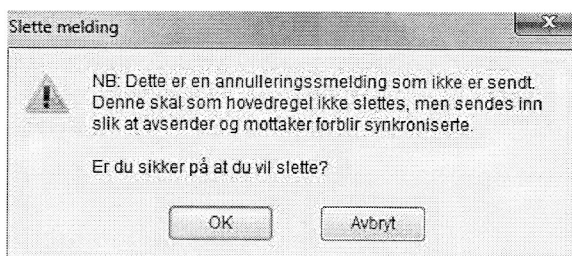 Slette melding
NB: Dette er en annulleringssmelding som ikke er sendt.
Denne skal som hovedregel ikke slettes, men sendes inn
slik at avsender og mottaker forblir synkroniserte.
Er du sikker på at du vil slette?
OK
Avbryt